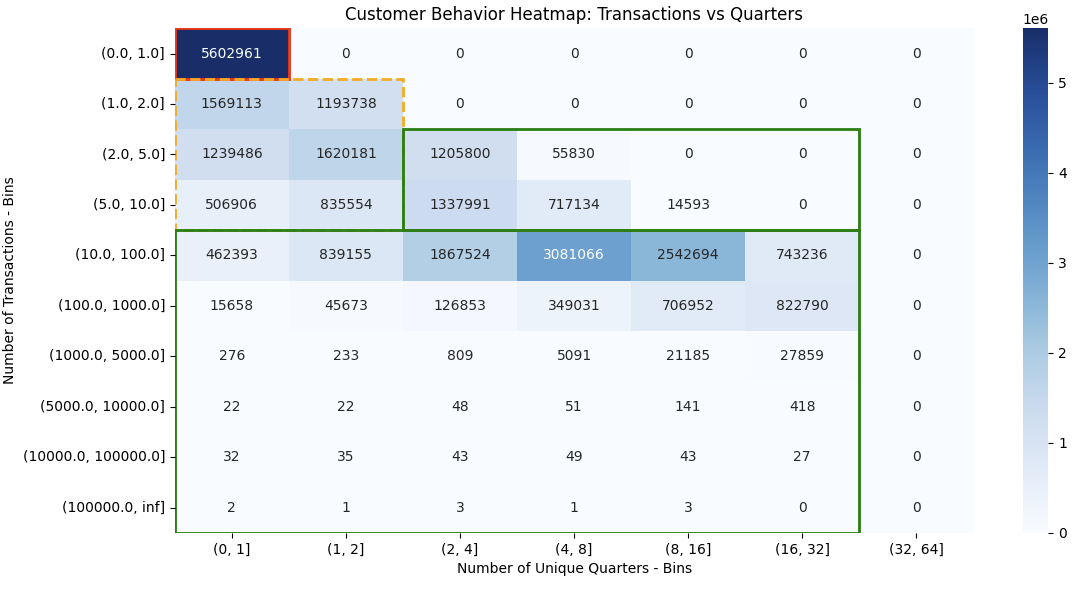 Customer Behavior Heatmap: Transactions vs Quarters
1e6
(0.0, 1.0] 5602961 0 0 0 0 0 0
(1.0, 2.0] 1569113 1193738 0 0 0 0 0
(2.0, 5.0] 1239486 1620181 1205800 55830 0 0 0
(5.0, 10.0] 506906 835554 1337991 717134 14593 0 0
(10.0, 100.0] 462393 839155 1867524 3081066 2542694 743236 0
(100.0, 1000.0] 15658 45673 126853 349031 706952 822790 0
(1000.0, 5000.0] 276 233 809 5091 21185 27859 0
(5000.0, 10000.0] 22 22 48 51 141 418 0
(10000.0, 100000.0] 32 35 43 49 43 27 0
(100000.0, inf] 2 1 3 1 3 0 0
(0, 1] (1, 2] (2, 4] (4, 8] (8, 16] (16, 32] (32, 64]
Number of Unique Quarters - Bins
Number of Transactions - Bins
5
4
3
2
1
0